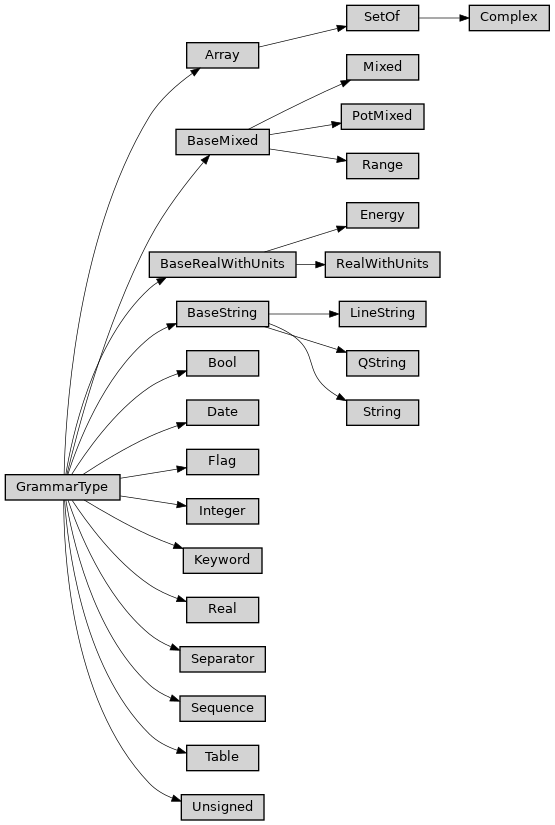 SetOf
Complex
Array
Mixed
PotMixed
BaseMixed
Range
Energy
BaseRealWithUnits
RealWithUnits
BaseString
LineString
Bool
QString
Date
String
Flag
GrammarType
Integer
Keyword
Real
Separator
Sequence
Table
Unsigned